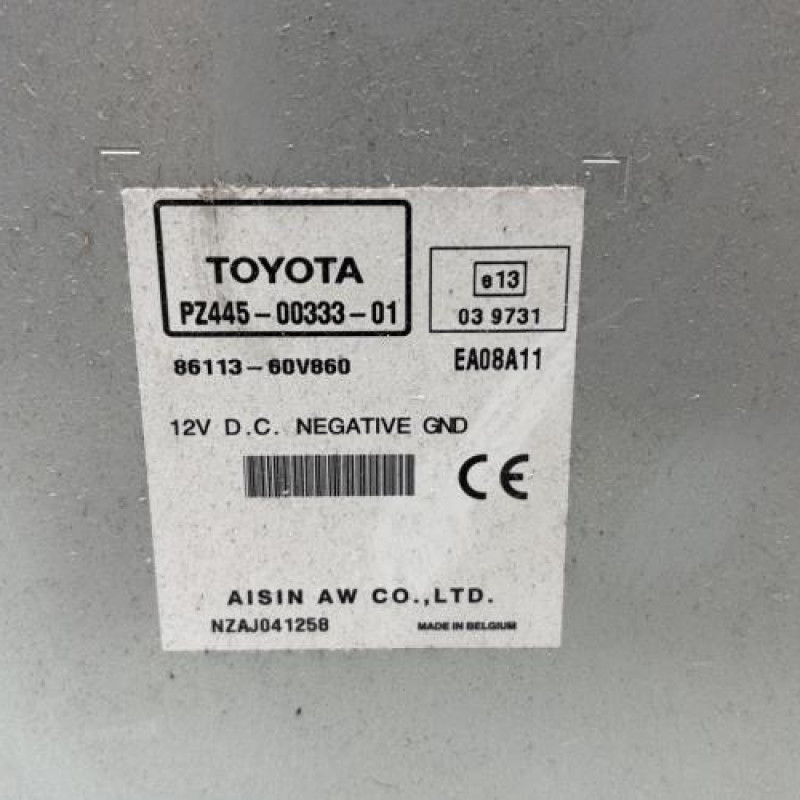 TOYOTA
PZ445-00333-01
e13
03 9731
86113-60V860
EA08A11
12V D.C. NEGATIVE GND
CE
AISIN AW CO.,LTD.
NZAJ041258
MADE IN BELGIUM